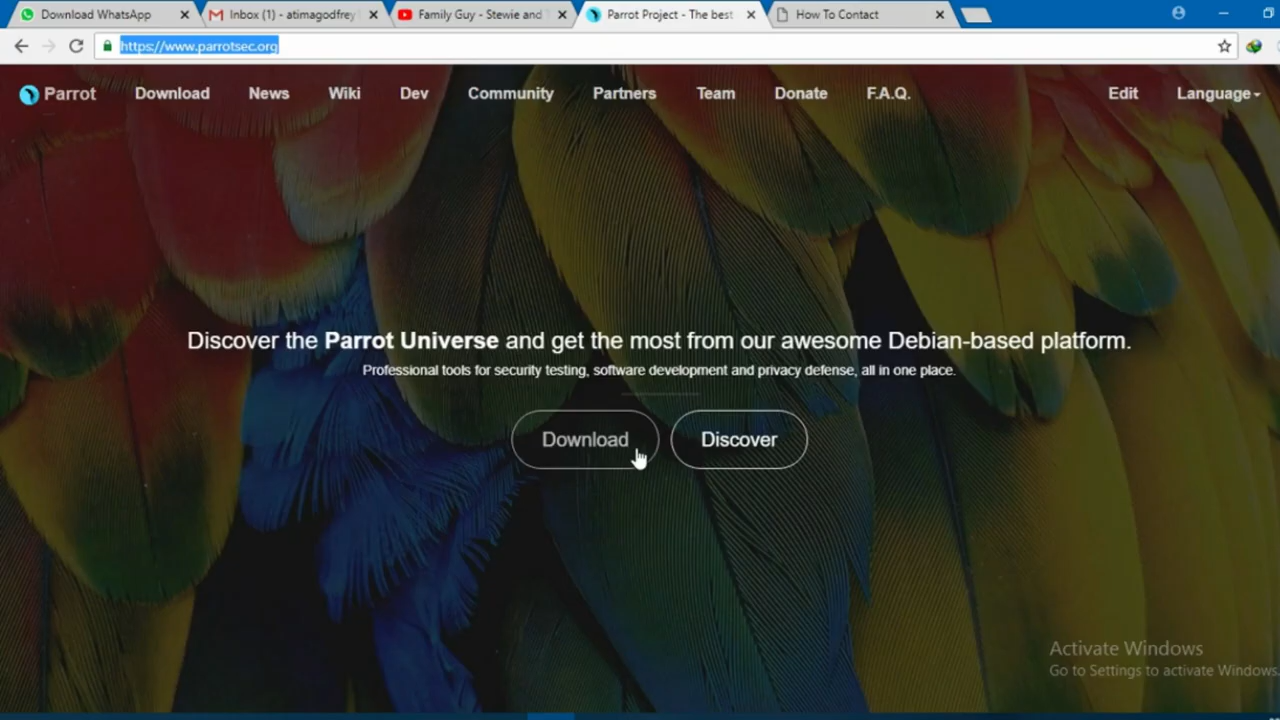 Download WhatsApp
Inbox (1) - atimagodfrey
Family Guy - Stewie and
Parrot Project - The best
How To Contact
https://www.parrotsec.org
Parrot
Download
News
Wiki
Dev
Community
Partners
Team
Donate
F.A.Q.
Edit
Language
Discover the Parrot Universe and get the most from our awesome Debian-based platform.
Professional tools for security testing, software development and privacy defense, all in one place.
Download
Discover
Activate Windows
Go to Settings to activate Windows.